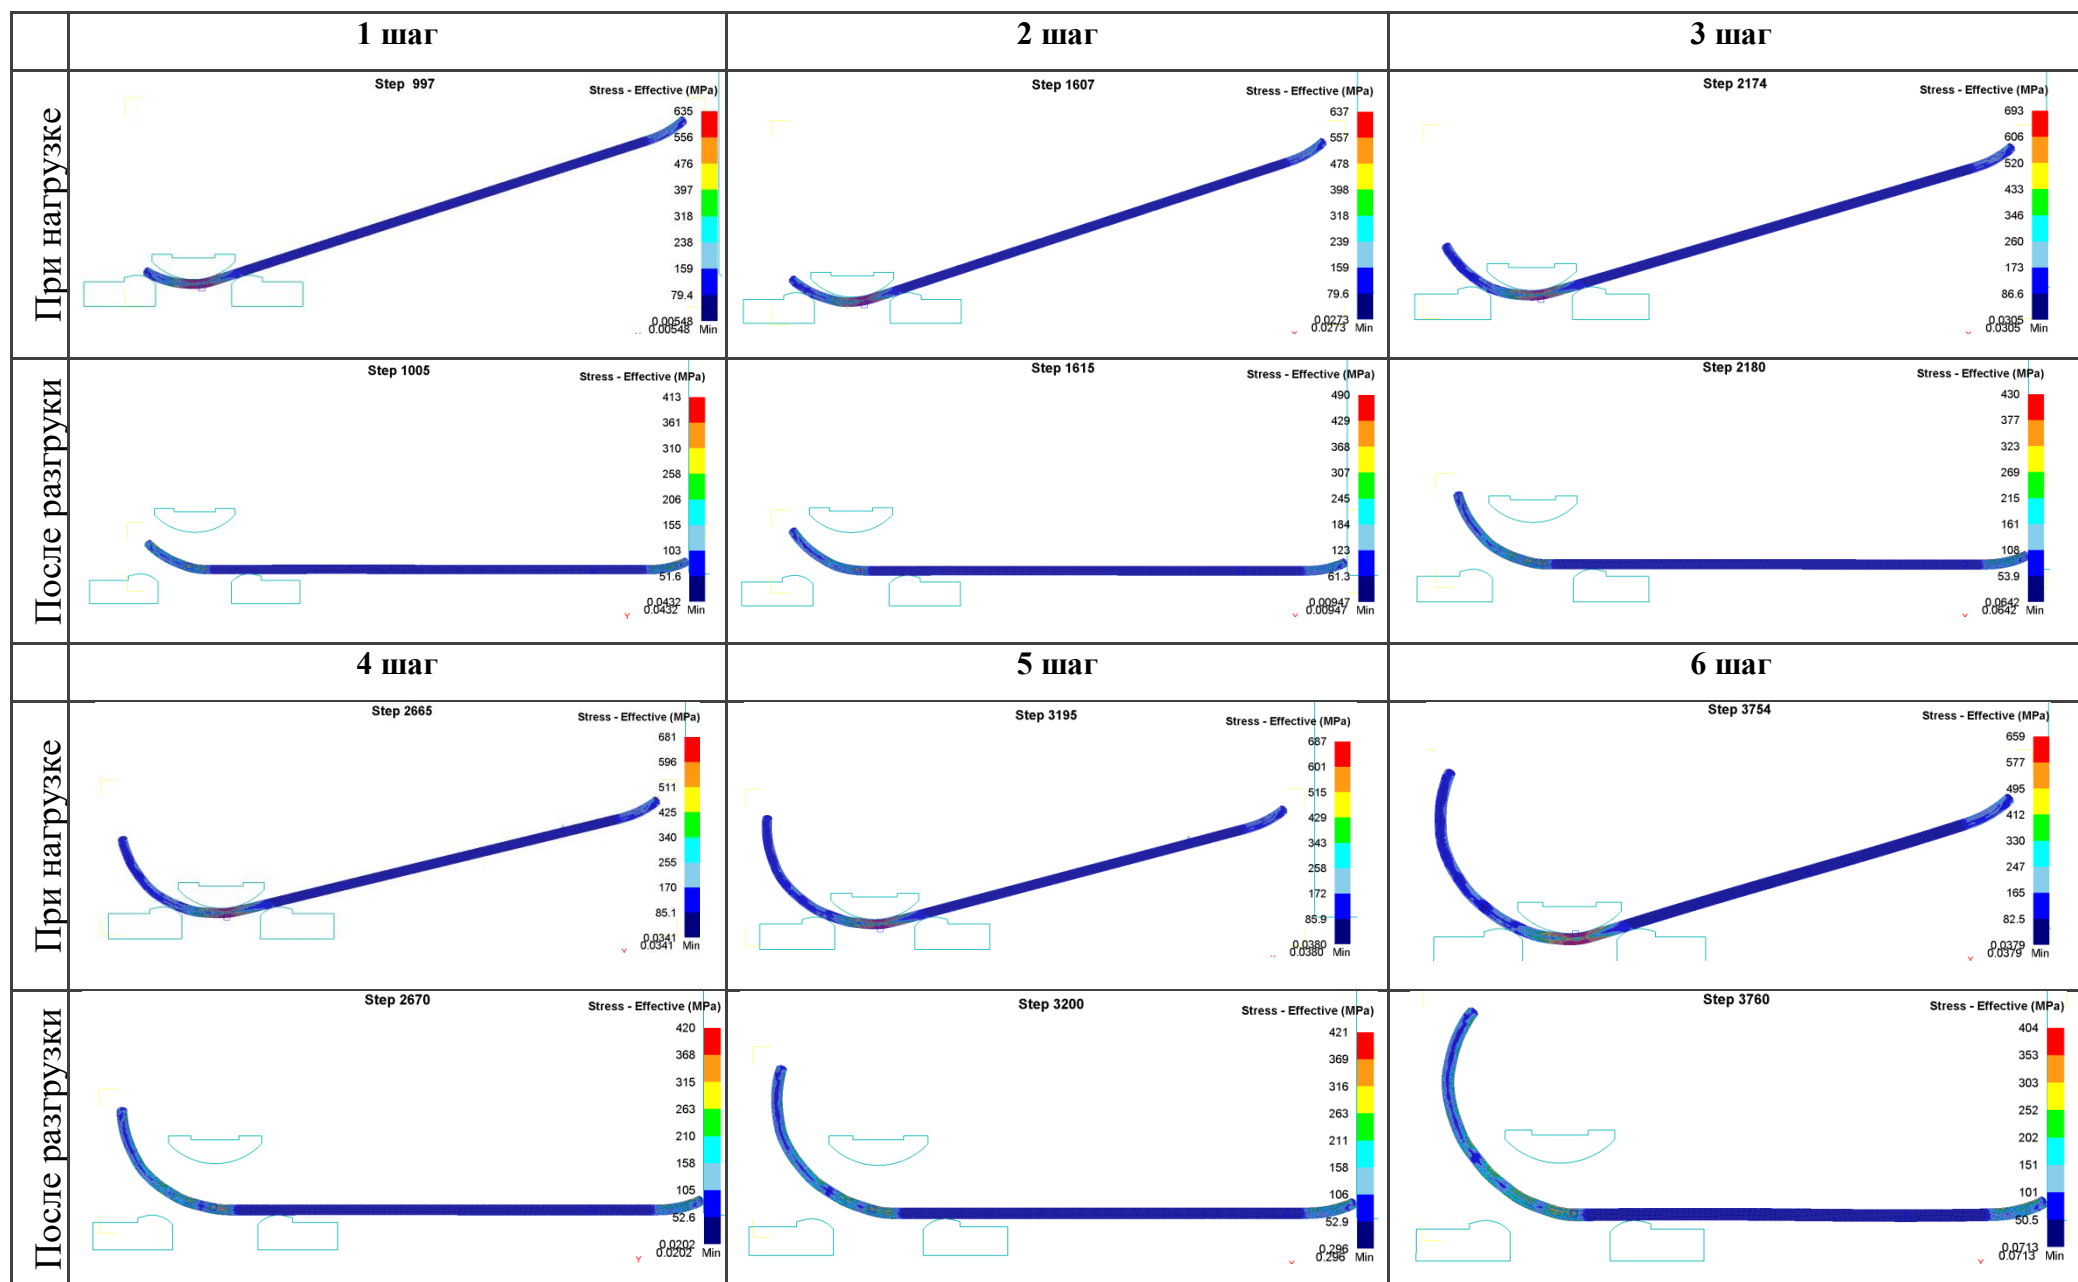 1 шаг
2 шаг
3 шаг
При нагрузке
Step 997
Stress - Effective (MPa)
635
556
476
397
318
238
159
79.4
0.00548
0.00548 Min
Step 1607
Stress - Effective (MPa)
637
557
478
398
318
239
159
79.6
0.0273
0.0273 Min
Step 2174
Stress - Effective (MPa)
693
606
520
433
346
260
173
86.6
0.0305
0.0305 Min
После разгруки
Step 1005
Stress - Effective (MPa)
413
361
310
258
206
155
103
51.6
0.0432
0.0432 Min
Y
Step 1615
Stress - Effective (MPa)
490
429
368
307
245
184
123
61.3
0.00947
0.00947 Min
Step 2180
Stress - Effective (MPa)
430
377
323
269
215
161
108
53.9
0.0642
0.0642 Min
4 шаг
5 шаг
6 шаг
При нагрузке
Step 2665
Stress - Effective (MPa)
681
596
511
425
340
255
170
85.1
0.0341
0.0341 Min
Step 3195
Stress - Effective (MPa)
687
601
515
429
343
258
172
85.9
0.0380
0.0380 Min
Step 3754
Stress - Effective (MPa)
659
577
495
412
330
247
165
82.5
0.0379
0.0379 Min
После разгрузки
Step 2670
Stress - Effective (MPa)
420
368
315
263
210
158
105
52.6
0.0202
0.0202 Min
Y
Step 3200
Stress - Effective (MPa)
421
369
316
263
211
158
106
52.9
0.296
0.296 Min
Step 3760
Stress - Effective (MPa)
404
353
303
252
202
151
101
50.5
0.0713
0.0713 Min